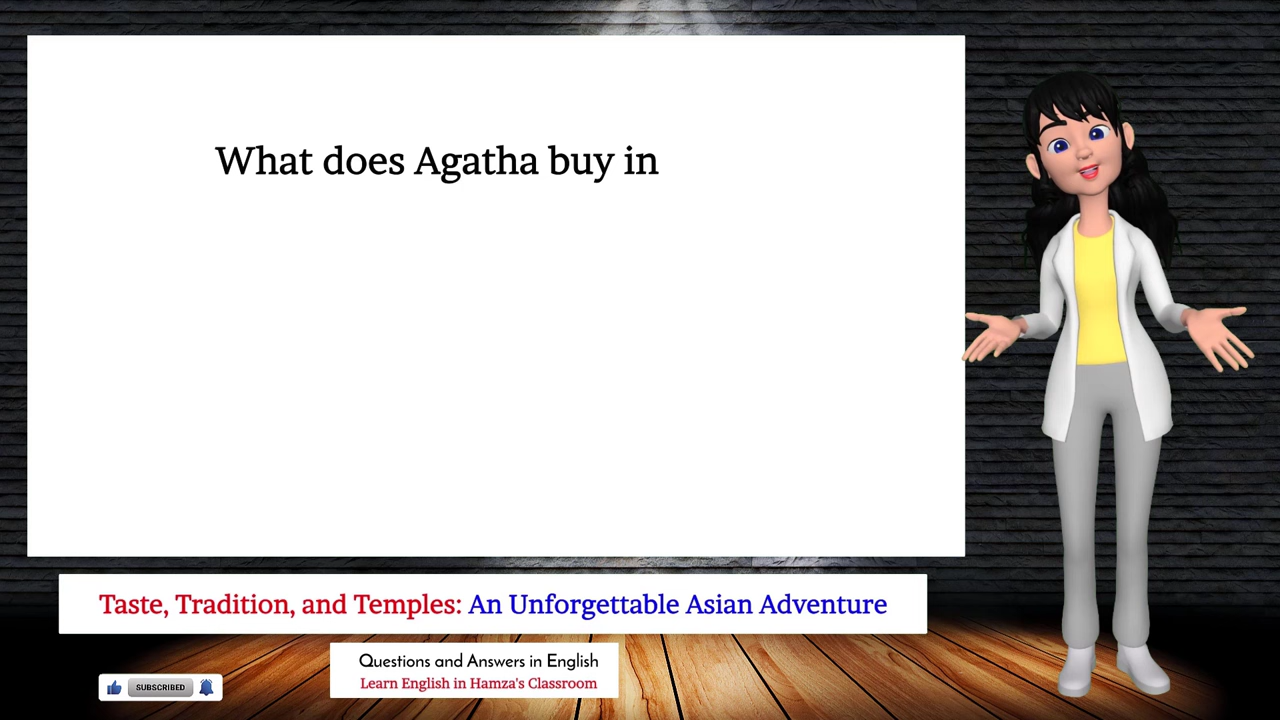 What does Agatha buy in
Taste, Tradition, and Temples: An Unforgettable Asian Adventure
Questions and Answers in English
Learn English in Hamza's Classroom
SUBSCRIBED